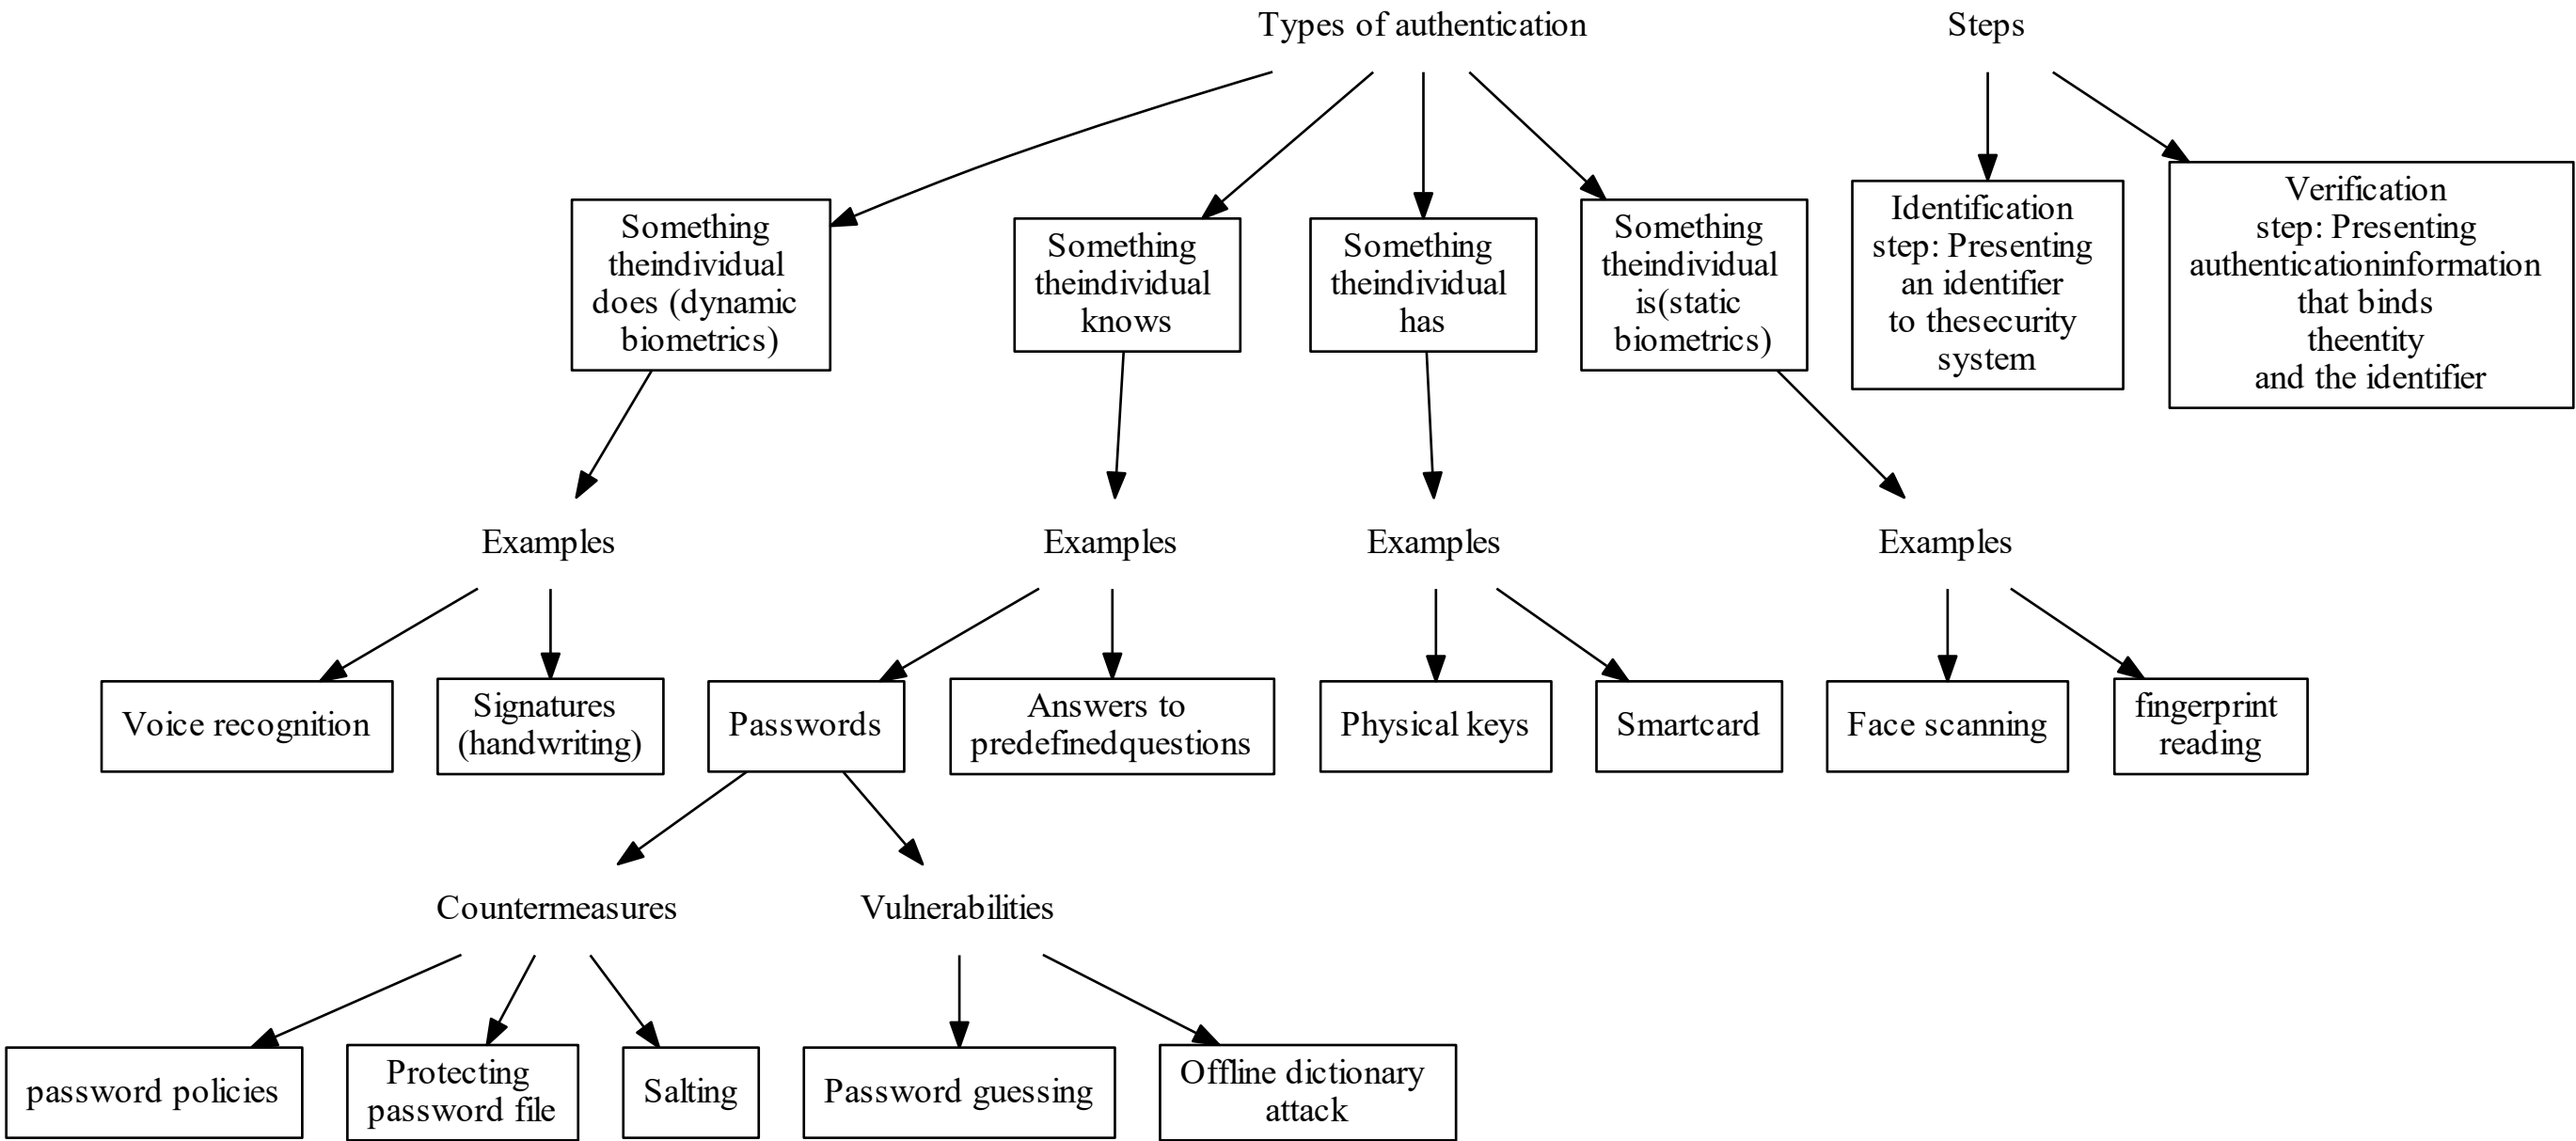 Types of authentication
Steps
Something
theindividual
does (dynamic
biometrics)
Something
theindividual
knows
Something
theindividual
has
Something
theindividual
is(static
biometrics)
Identification
step: Presenting
an identifier
to thesecurity
system
Verification
step: Presenting
authenticationinformation
that binds
theentity
and the identifier
Examples
Examples
Examples
Examples
Voice recognition
Signatures
(handwriting)
Passwords
Answers to
predefinedquestions
Physical keys
Smartcard
Face scanning
fingerprint
reading
Countermeasures
Vulnerabilities
password policies
Protecting
password file
Salting
Password guessing
Offline dictionary
attack